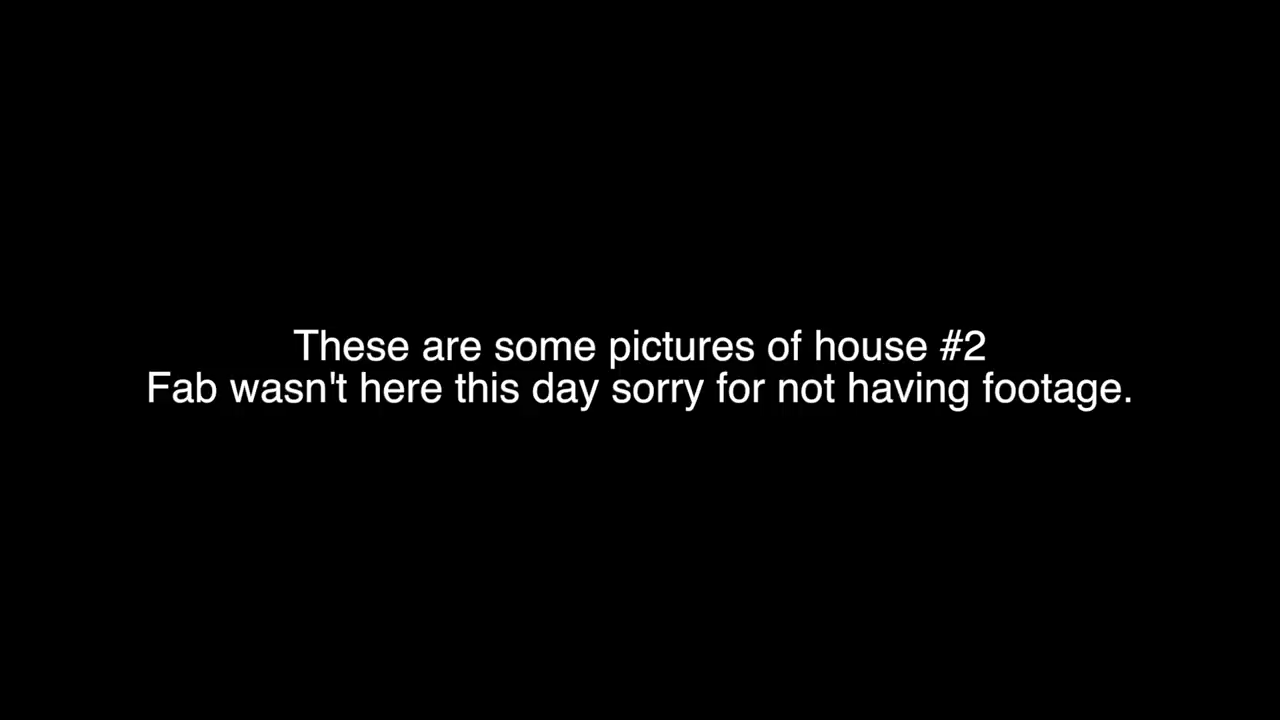 These are some pictures of house #2
Fab wasn't here this day sorry for not having footage.